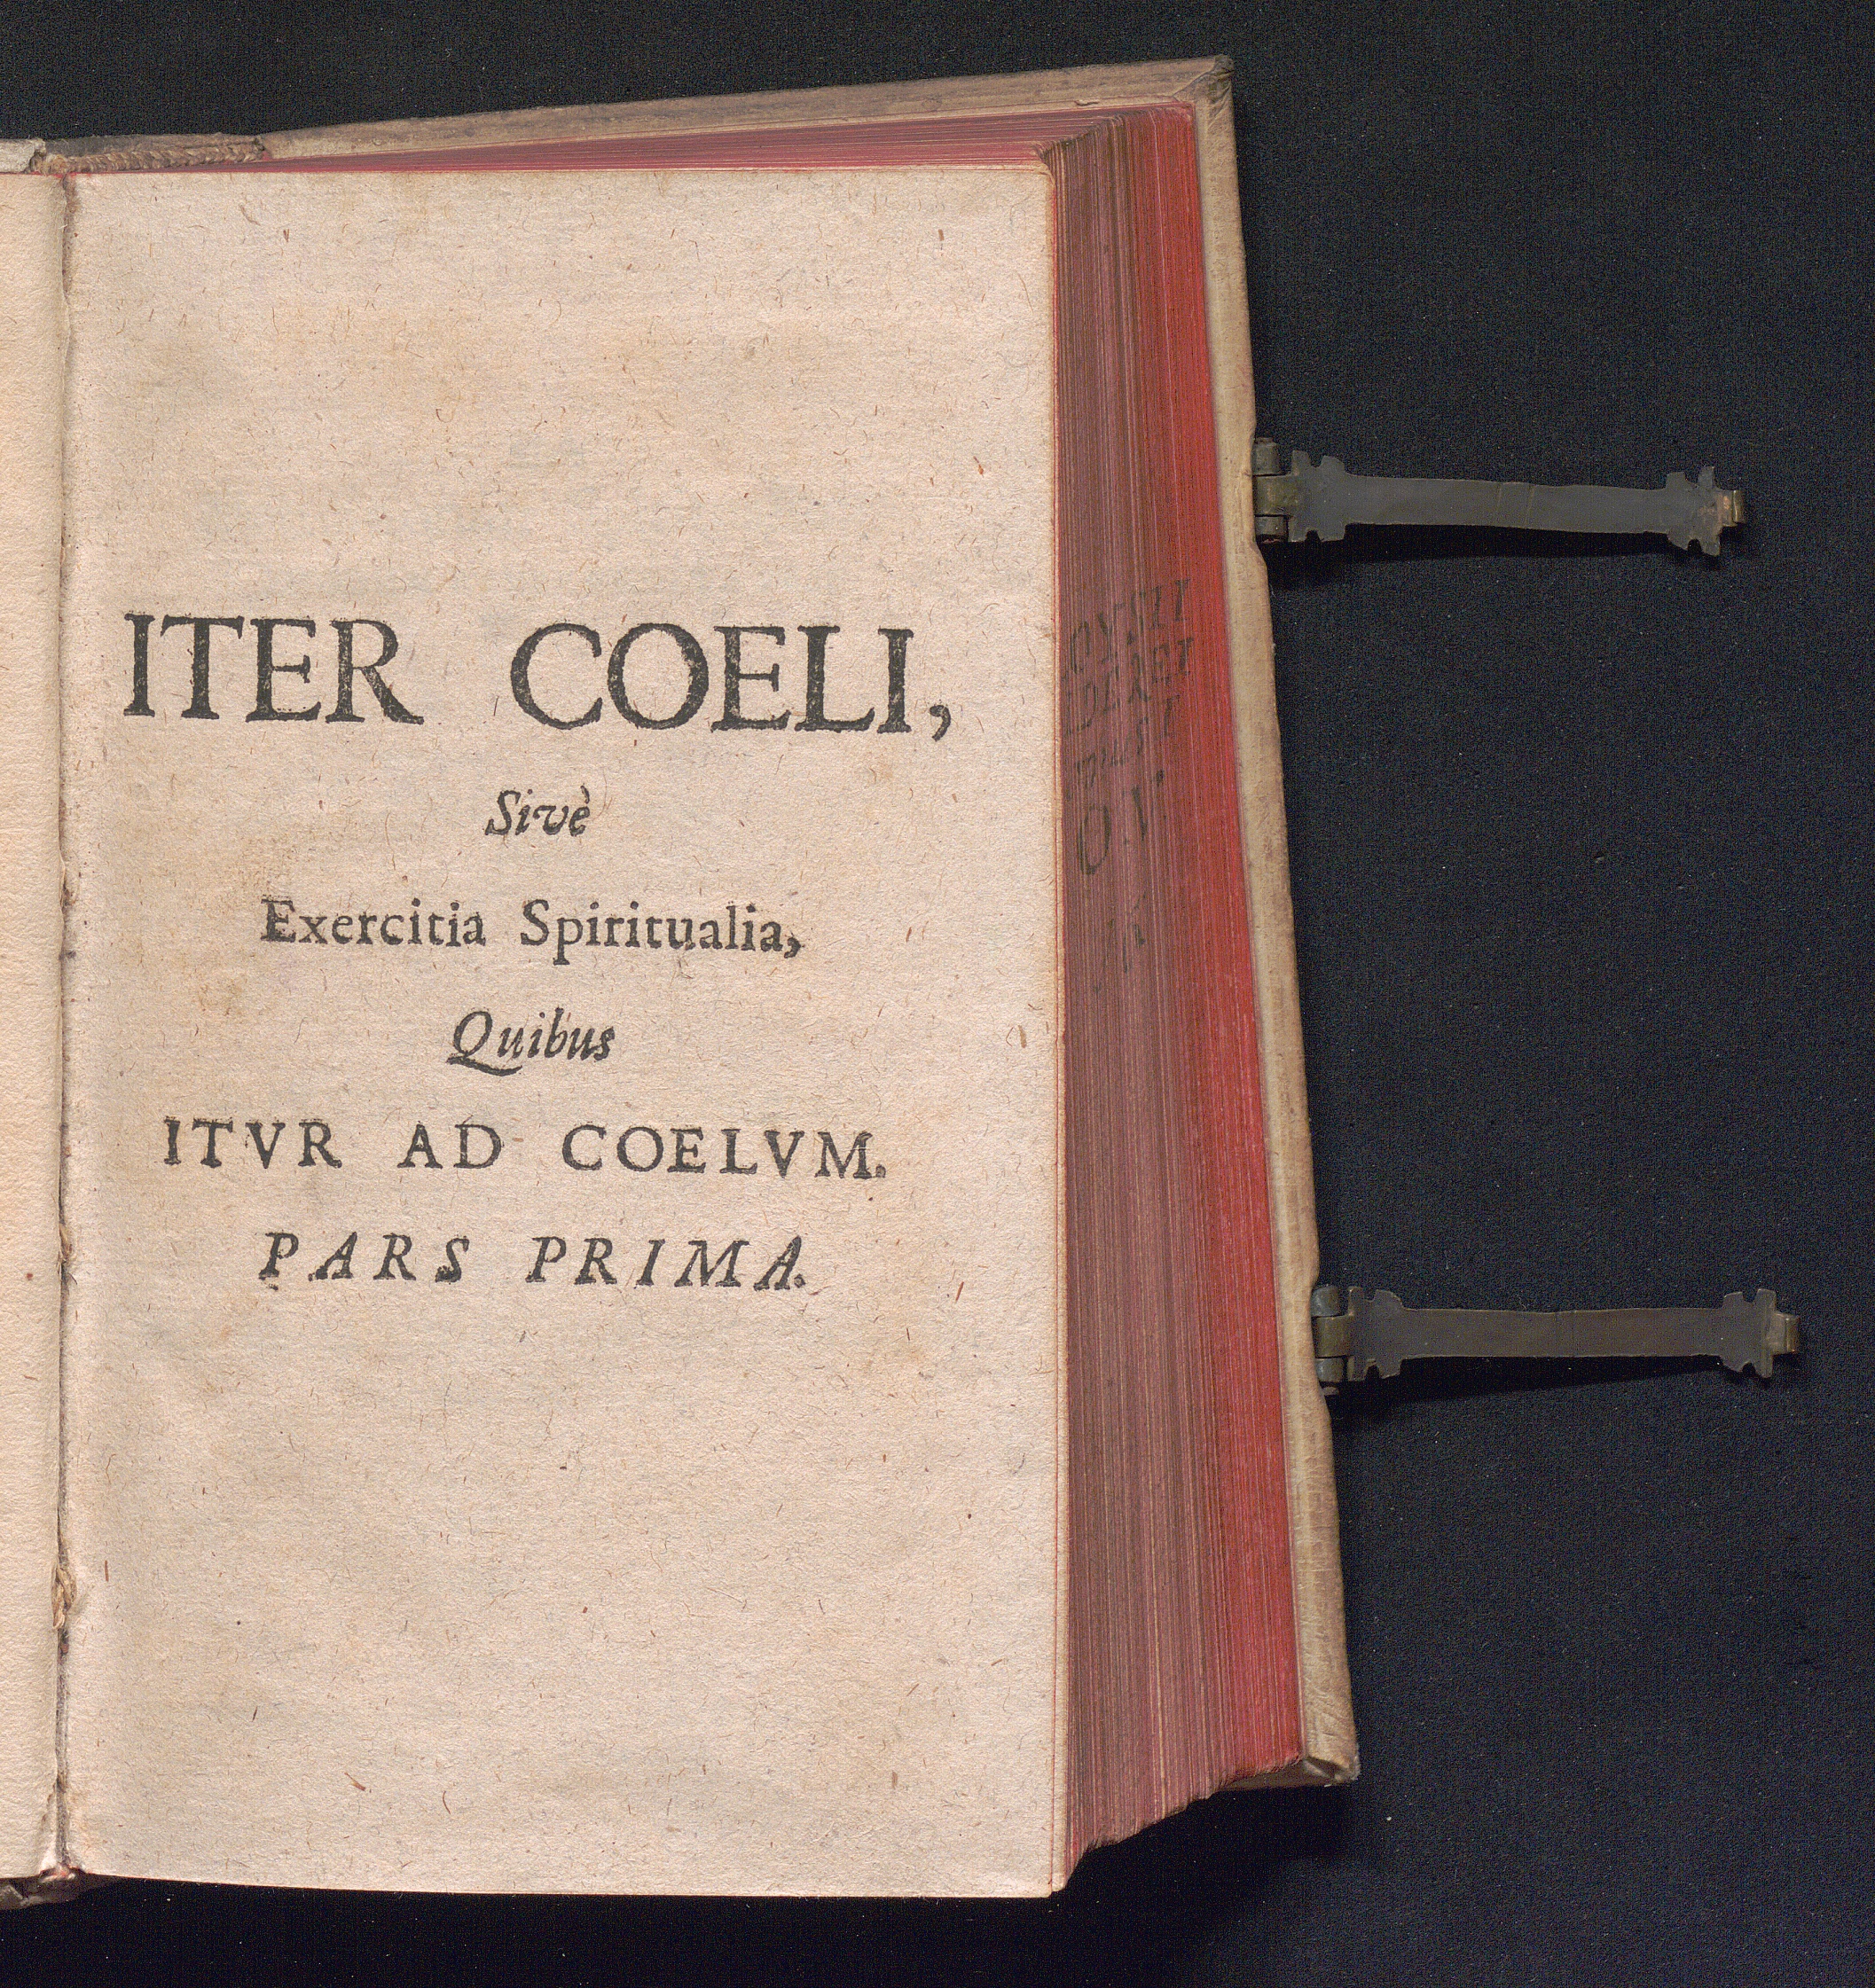 ITER COELI,
Sivè
Exercitia Spiritualia,
Quibus
ITVR AD COELVM.
PARS PRIMA.